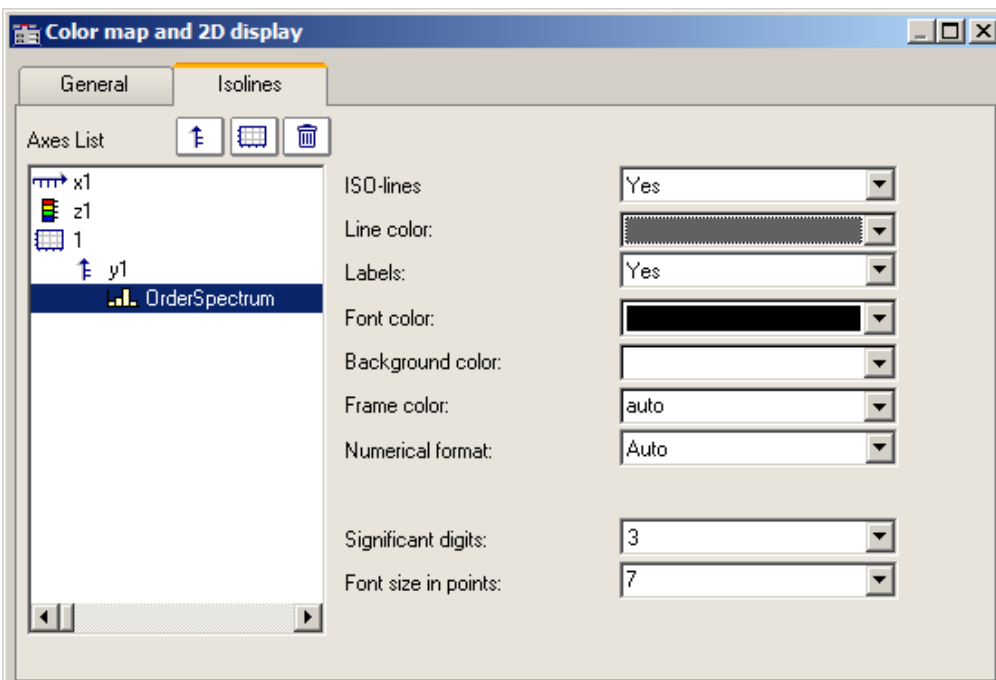 Color map and 2D display
General
Isolines
Axes List
x1
z1
1
y1
OrderSpectrum
ISO-lines
Yes
Line color:
Labels:
Yes
Font color:
Background color:
Frame color:
auto
Numerical format:
Auto
Significant digits:
3
Font size in points:
7